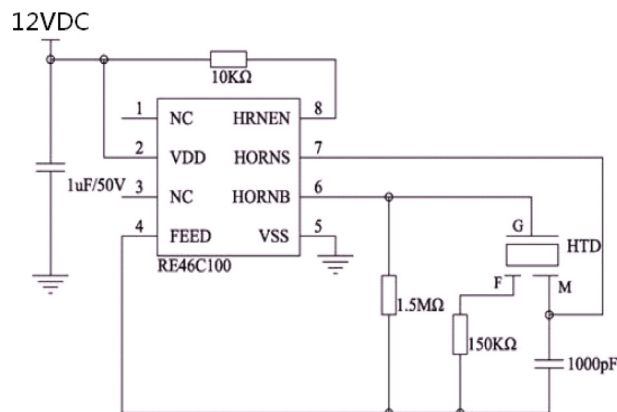 12VDC
10KΩ
1uF/50V
1 NC HRNEN 8
2 VDD HORNS 7
3 NC HORNB 6
4 FEED VSS 5
RE46C100
G
HTD
F
M
1.5MΩ
150KΩ
1000pF